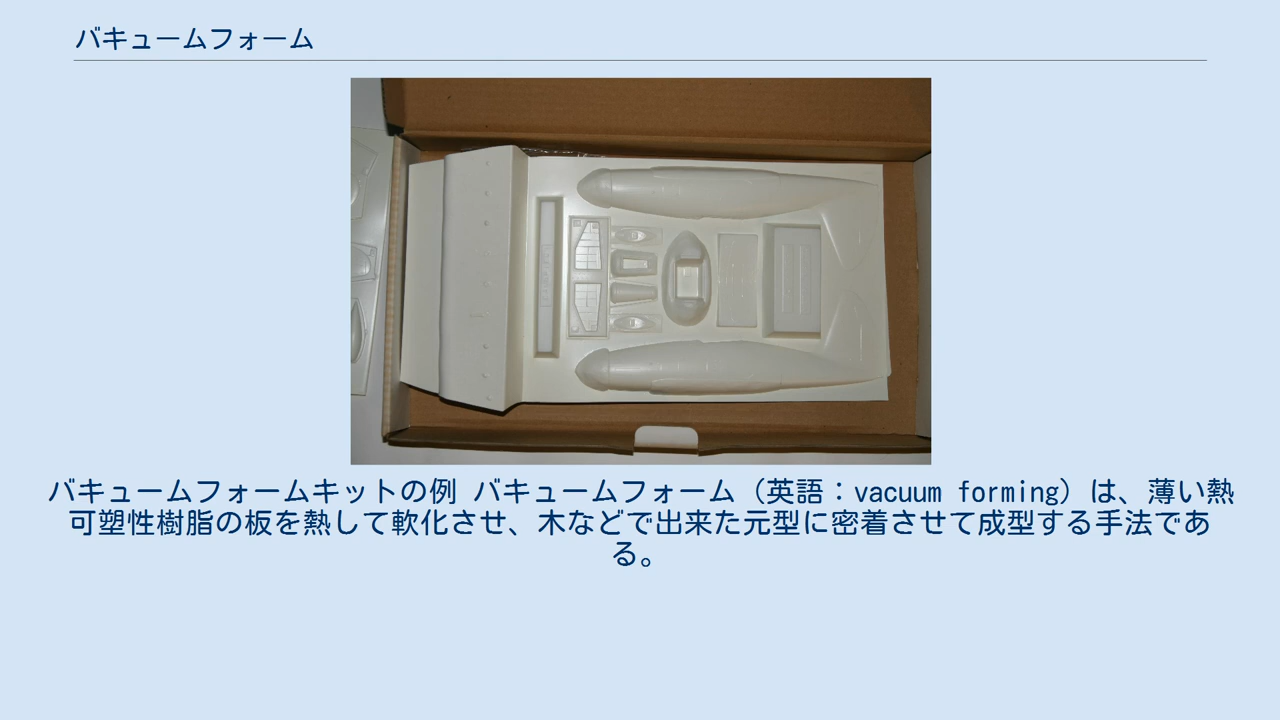 バキュームフォーム
バキュームフォームキットの例 バキュームフォーム（英語：vacuum forming）は、薄い熱
可塑性樹脂の板を熱して軟化させ、木などで出来た元型に密着させて成型する手法であ
る。